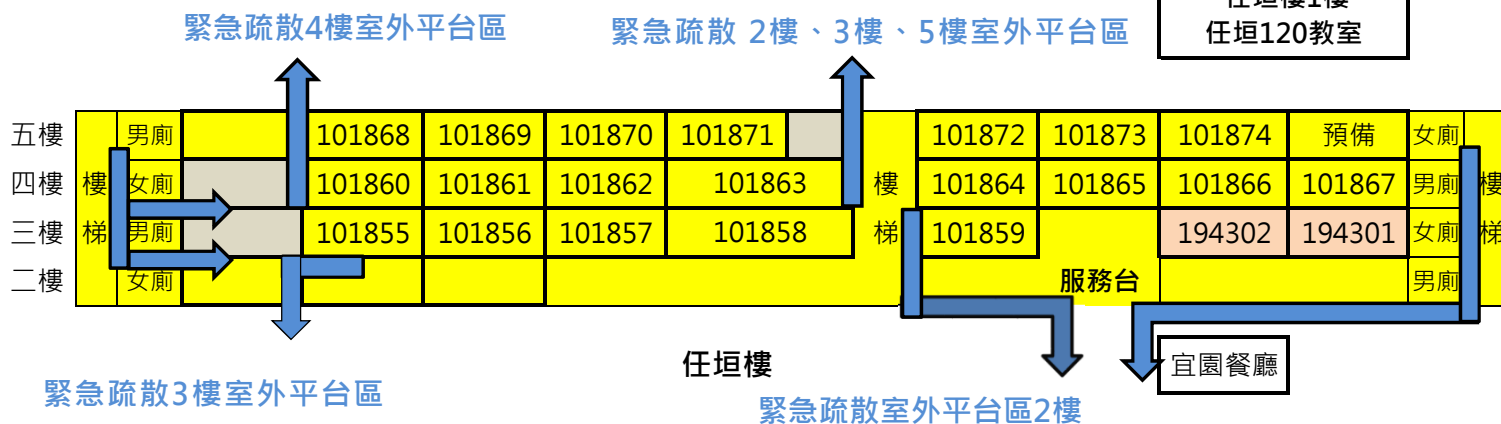 任垣樓1樓
任垣120教室
緊急疏散4樓室外平台區
緊急疏散 2樓、3樓、5樓室外平台區
五樓 男廁 101868 101869 101870 101871 101872 101873 101874 預備 女廁
四樓 樓 女廁 101860 101861 101862 101863 樓 101864 101865 101866 101867 男廁 樓
三樓 梯 男廁 101855 101856 101857 101858 梯 101859 194302 194301 女廁 梯
二樓 女廁 服務台 男廁
任垣樓
宜園餐廳
緊急疏散3樓室外平台區
緊急疏散室外平台區2樓